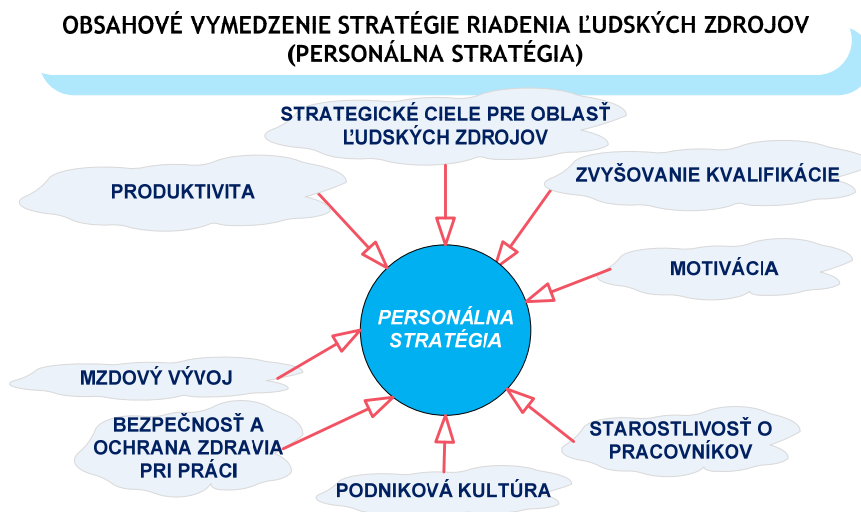 OBSAHOVÉ VYMEDZENIE STRATÉGIE RIADENIA ĽUDSKÝCH ZDROJOV
(PERSONÁLNA STRATÉGIA)
STRATEGICKÉ CIELE PRE OBLASŤ
ĽUDSKÝCH ZDROJOV
PRODUKTIVITA
ZVYŠOVANIE KVALIFIKÁCIE
MOTIVÁCIA
PERSONÁLNA
STRATÉGIA
MZDOVÝ VÝVOJ
BEZPEČNOSŤ A
OCHRANA ZDRAVIA
PRI PRÁCI
STAROSTLIVOSŤ O
PRACOVNÍKOV
PODNIKOVÁ KULTÚRA